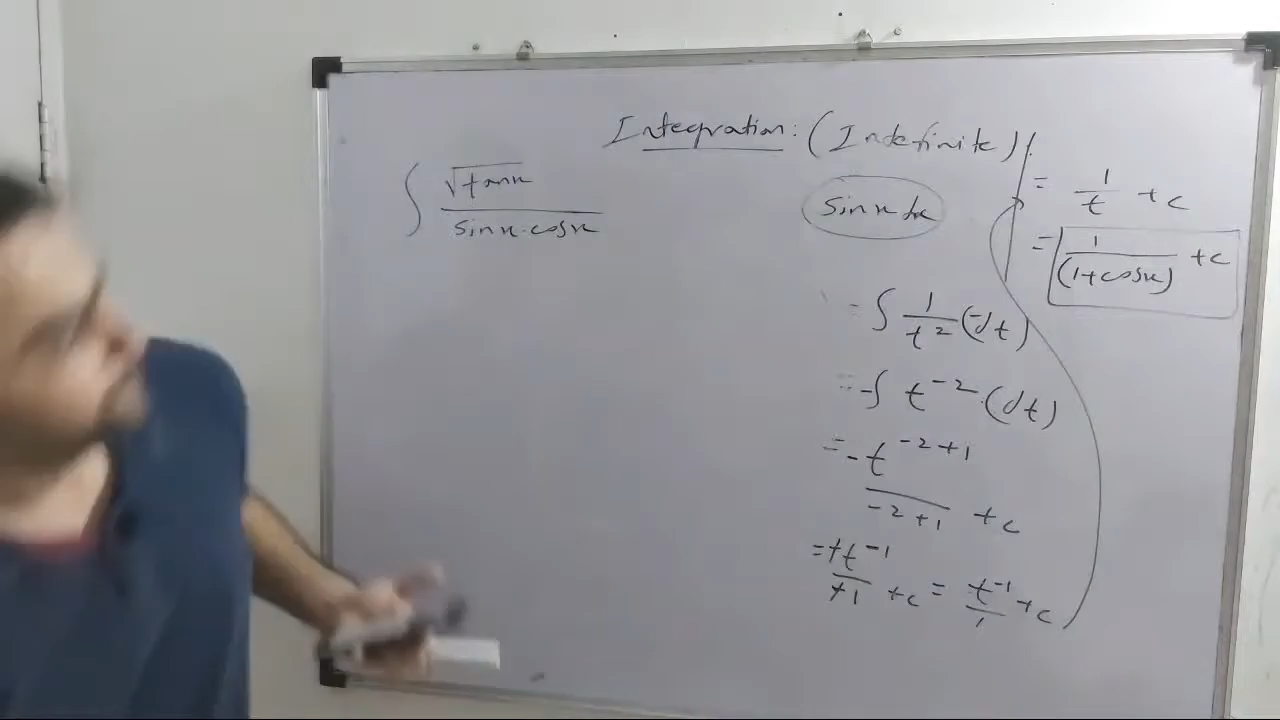 Integration: (Indefinite)
∫ √tanx / sinx·cosx
sinx dx
= ∫ 1/t² (-dt)
= -∫ t⁻² (dt)
= -t⁻²⁺¹ / -2+1 + c
= +t⁻¹ / +1 + c = t⁻¹/1 + c
= 1/t + c
= 1/(1+cosx) + c